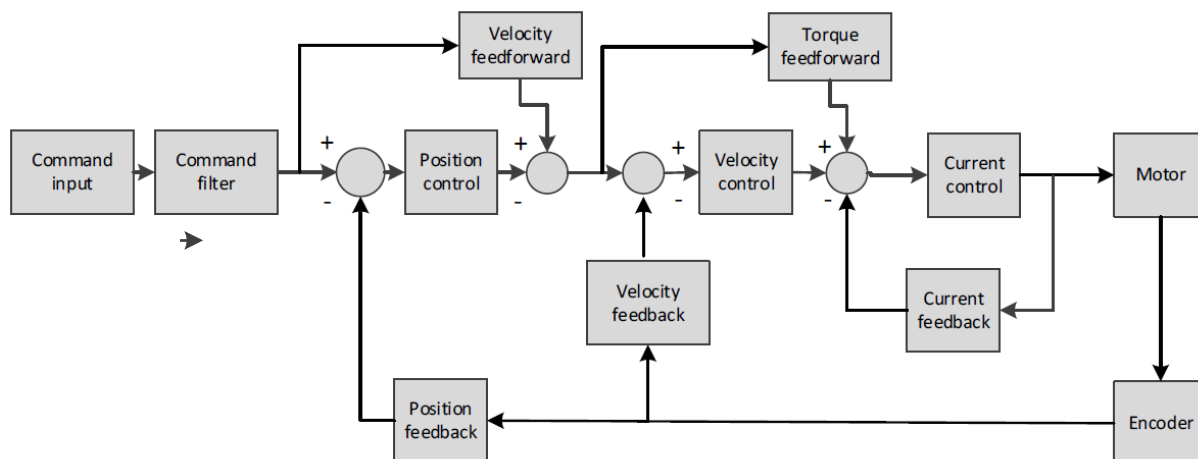 Velocity
feedforward
Torque
feedforward
+
+
+
+
Command
input
Command
filter
Position
control
Velocity
control
Current
control
Motor
-
-
-
-
Velocity
feedback
Current
feedback
Position
feedback
Encoder